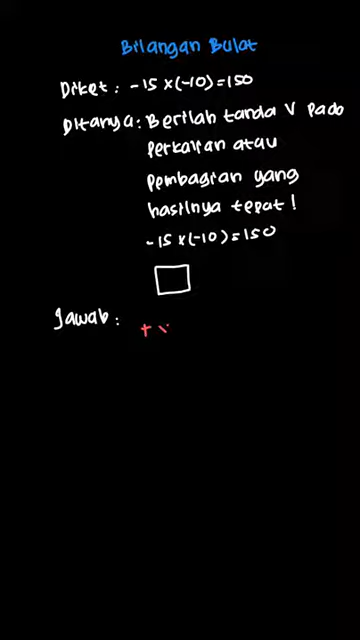 Bilangan Bulat
Diket : -15 x (-10) = 150
Ditanya : Berilah tanda V Pada
perkalian atau
pembagian yang
hasilnya tepat !
-15 x (-10) = 150
Jawab :
+